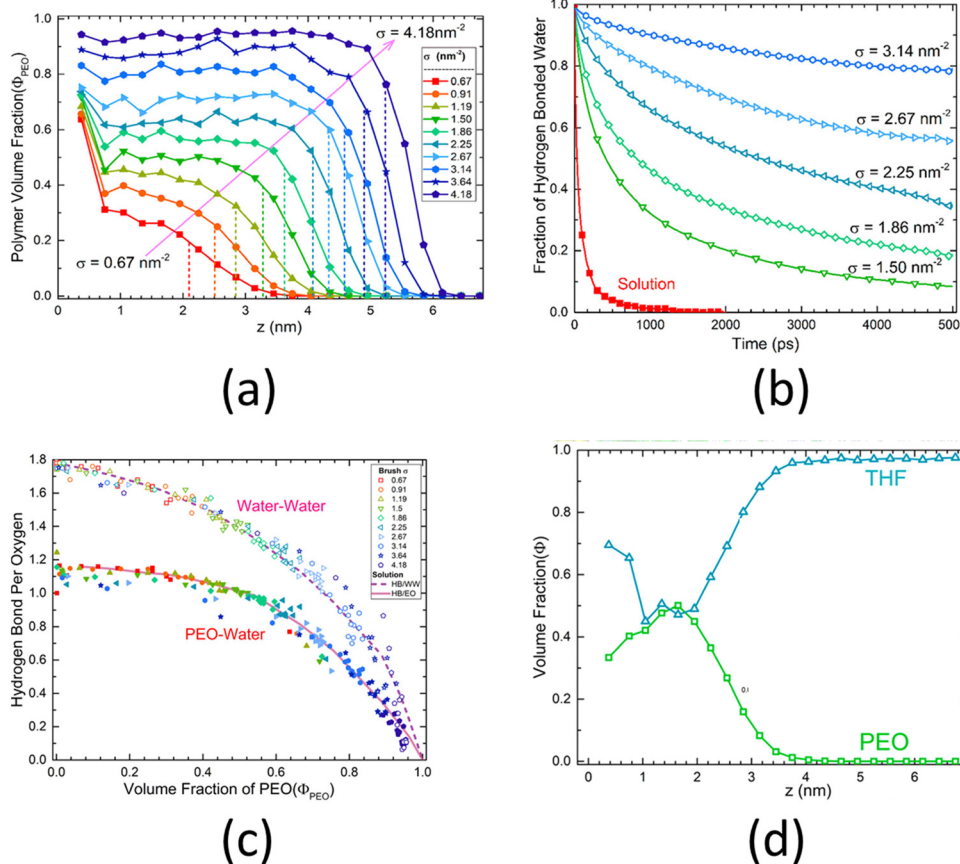 σ = 4.18nm-2
σ (nm-2)
0.67
0.91
1.19
1.50
1.86
2.25
2.67
3.14
3.64
4.18
σ = 0.67 nm-2
1.0
0.8
0.6
0.4
0.2
0.0
0 1 2 3 4 5 6
Polymer Volume Fraction(ΦPEO)
z (nm)
(a)
1.0
0.8
0.6
0.4
0.2
0.0
Fraction of Hydrogen Bonded Water
σ = 3.14 nm-2
σ = 2.67 nm-2
σ = 2.25 nm-2
σ = 1.86 nm-2
σ = 1.50 nm-2
Solution
0 1000 2000 3000 4000 500
Time (ps)
(b)
1.8
1.6
1.4
1.2
1.0
0.8
0.6
0.4
0.2
0.0
Hydrogen Bond Per Oxygen
Water-Water
PEO-Water
Brush σ
0.67
0.91
1.19
1.5
1.86
2.25
2.67
3.14
3.64
4.18
Solution
HB/WW
HB/EO
0.0 0.2 0.4 0.6 0.8 1.0
Volume Fraction of PEO(ΦPEO)
(c)
1.0
0.8
0.6
0.4
0.2
0.0
Volume Fraction(Φ)
THF
PEO
0 1 2 3 4 5 6
z (nm)
(d)